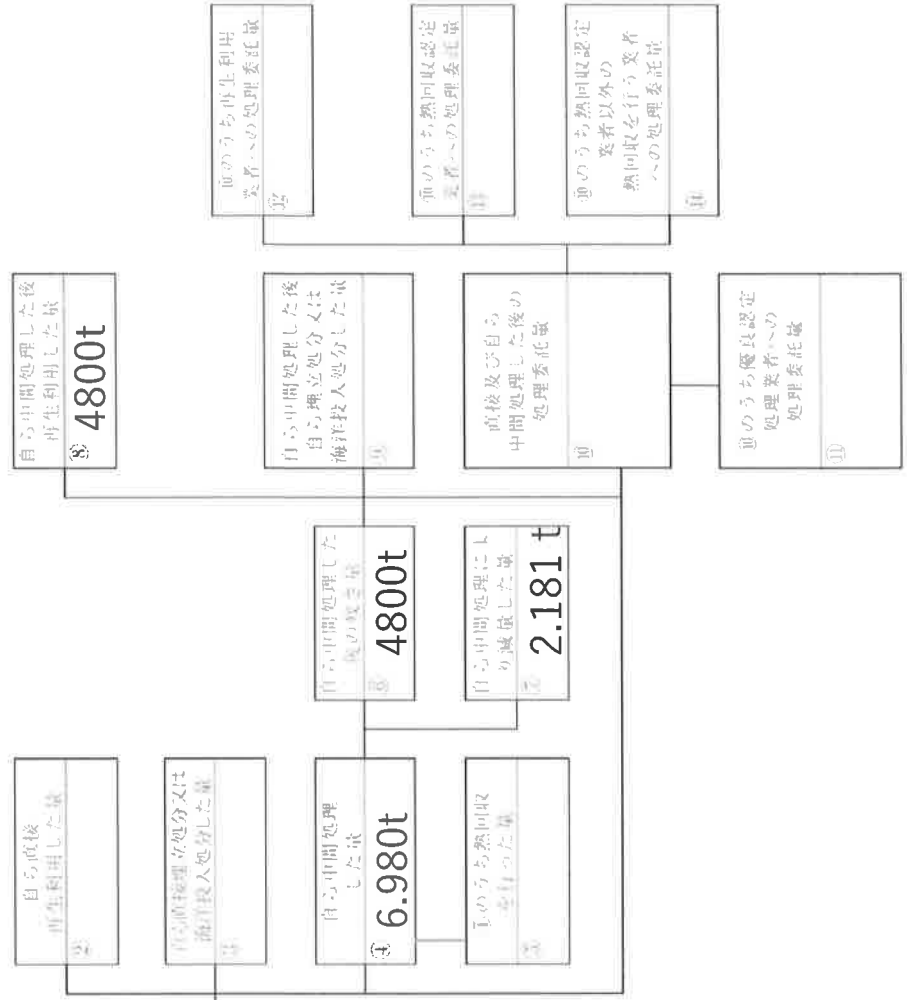 自ら直接
再生利用した量
②
自ら直接埋立処分又は
海洋投入処分した量
③
自ら中間処理
した量
④ 6.980t
④のうち熱回収
を行った量
⑤
自ら中間処理した
後の残さ量
⑥ 4800t
自ら中間処理によ
り減量した量
⑦ 2.181 t
自ら中間処理した後
再生利用した量
⑧ 4800t
自ら中間処理した後
自ら埋立処分又は
海洋投入処分した量
⑨
直接及び自ら
中間処理した後の
処理委託量
⑩
⑩のうち優良認定
処理業者への
処理委託量
⑪
⑩のうち再生利用
業者への処理委託量
⑫
⑩のうち熱回収認定
業者への処理委託量
⑬
⑩のうち熱回収認定
業者以外の
熱回収を行う業者
への処理委託量
⑭